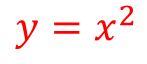 y = x²